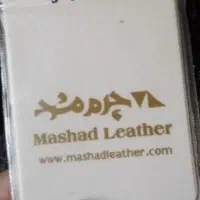 چرم مشهد
Mashad Leather
www.mashadleather.com